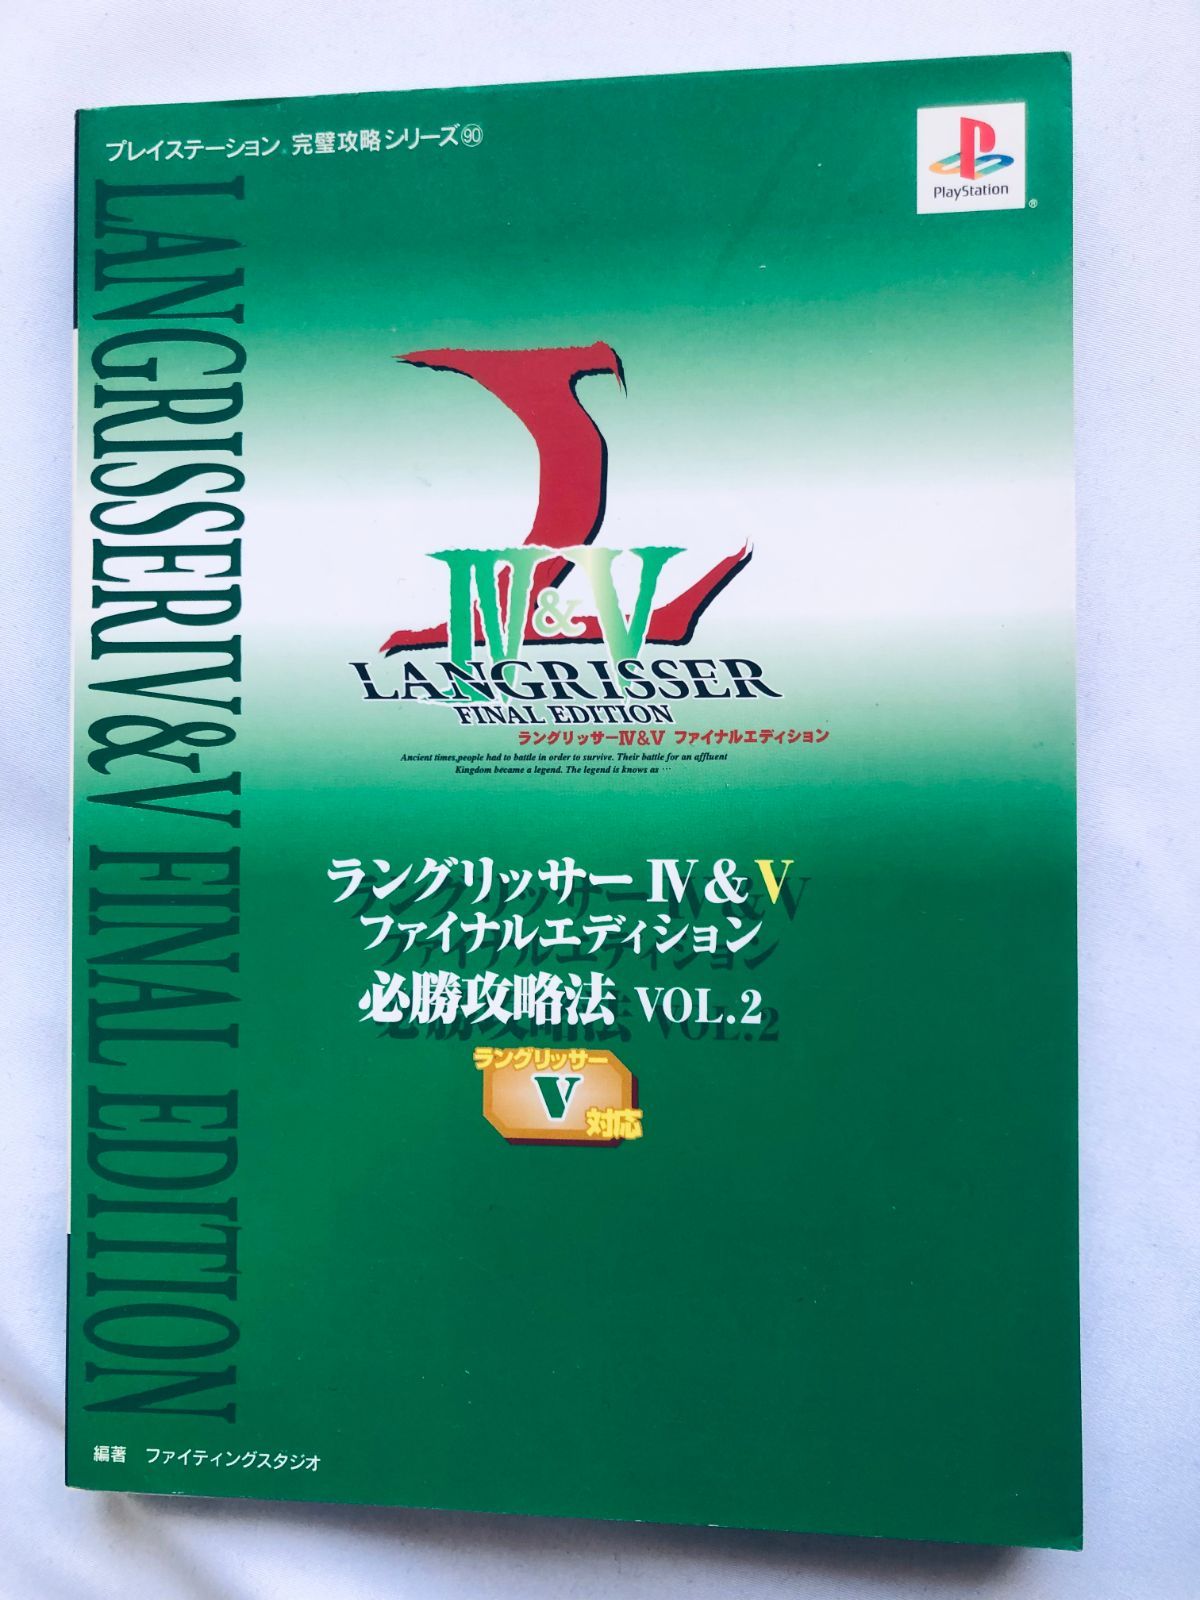 プレイステーション 完璧攻略シリーズ90
PlayStation
®
LANGRISSER IV & V FINAL EDITION
L
IV & V
LANGRISSER
FINAL EDITION
ラングリッサーIV&V ファイナルエディション
Ancient times,people had to battle in order to survive. Their battle for an affluent
Kingdom became a legend. The legend is knows as …
ラングリッサー IV & V
ファイナルエディション
必勝攻略法 VOL.2
ラングリッサー
V
対応
編著 ファイティングスタジオ